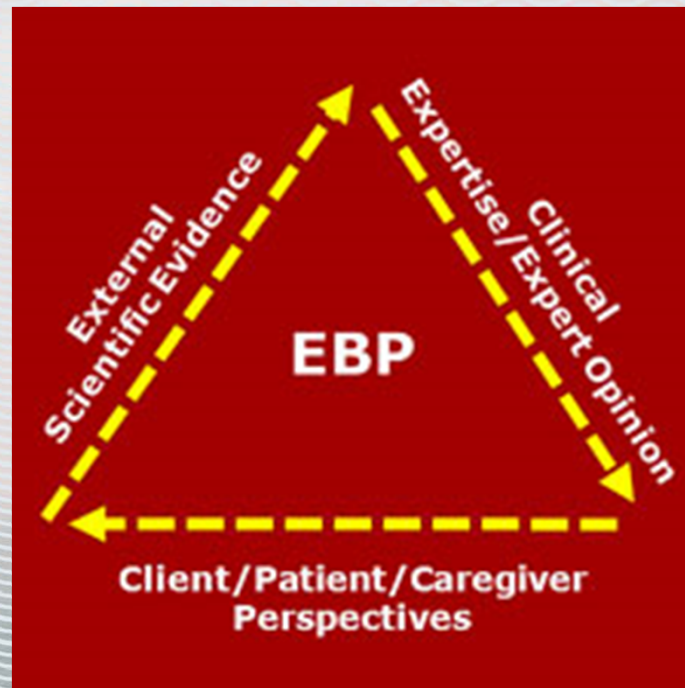 External
Scientific Evidence
Clinical
Expertise/Expert Opinion
EBP
Client/Patient/Caregiver
Perspectives